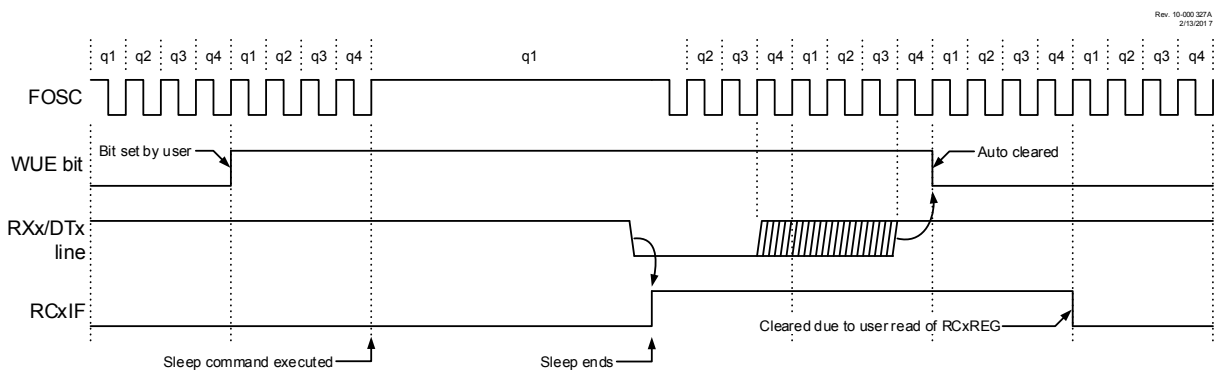 Rev. 10-000 327A
2/13/2017
q1 q2 q3 q4 q1 q2 q3 q4 q1 q2 q3 q4 q1 q2 q3 q4 q1 q2 q3 q4 q1 q2 q3 q4
FOSC
WUE bit
Bit set by user
Auto cleared
RXx/DTx
line
RCxIF
Cleared due to user read of RCxREG
Sleep command executed
Sleep ends